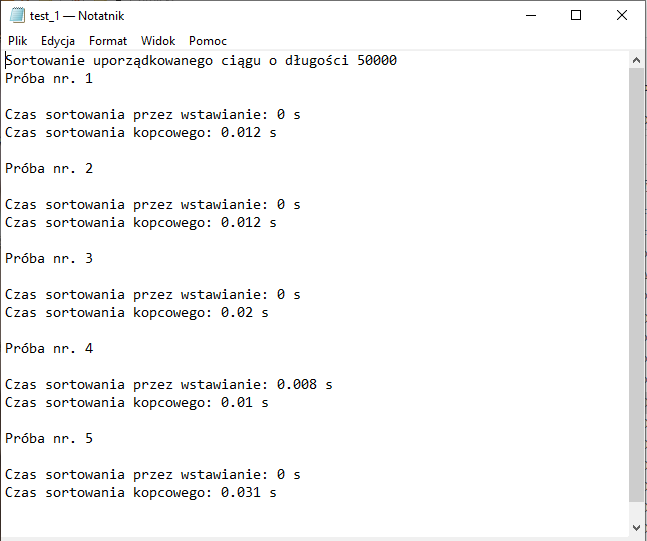 test_1 — Notatnik
Plik Edycja Format Widok Pomoc
Sortowanie uporządkowanego ciągu o długości 50000
Próba nr. 1
Czas sortowania przez wstawianie: 0 s
Czas sortowania kopcowego: 0.012 s
Próba nr. 2
Czas sortowania przez wstawianie: 0 s
Czas sortowania kopcowego: 0.012 s
Próba nr. 3
Czas sortowania przez wstawianie: 0 s
Czas sortowania kopcowego: 0.02 s
Próba nr. 4
Czas sortowania przez wstawianie: 0.008 s
Czas sortowania kopcowego: 0.01 s
Próba nr. 5
Czas sortowania przez wstawianie: 0 s
Czas sortowania kopcowego: 0.031 s